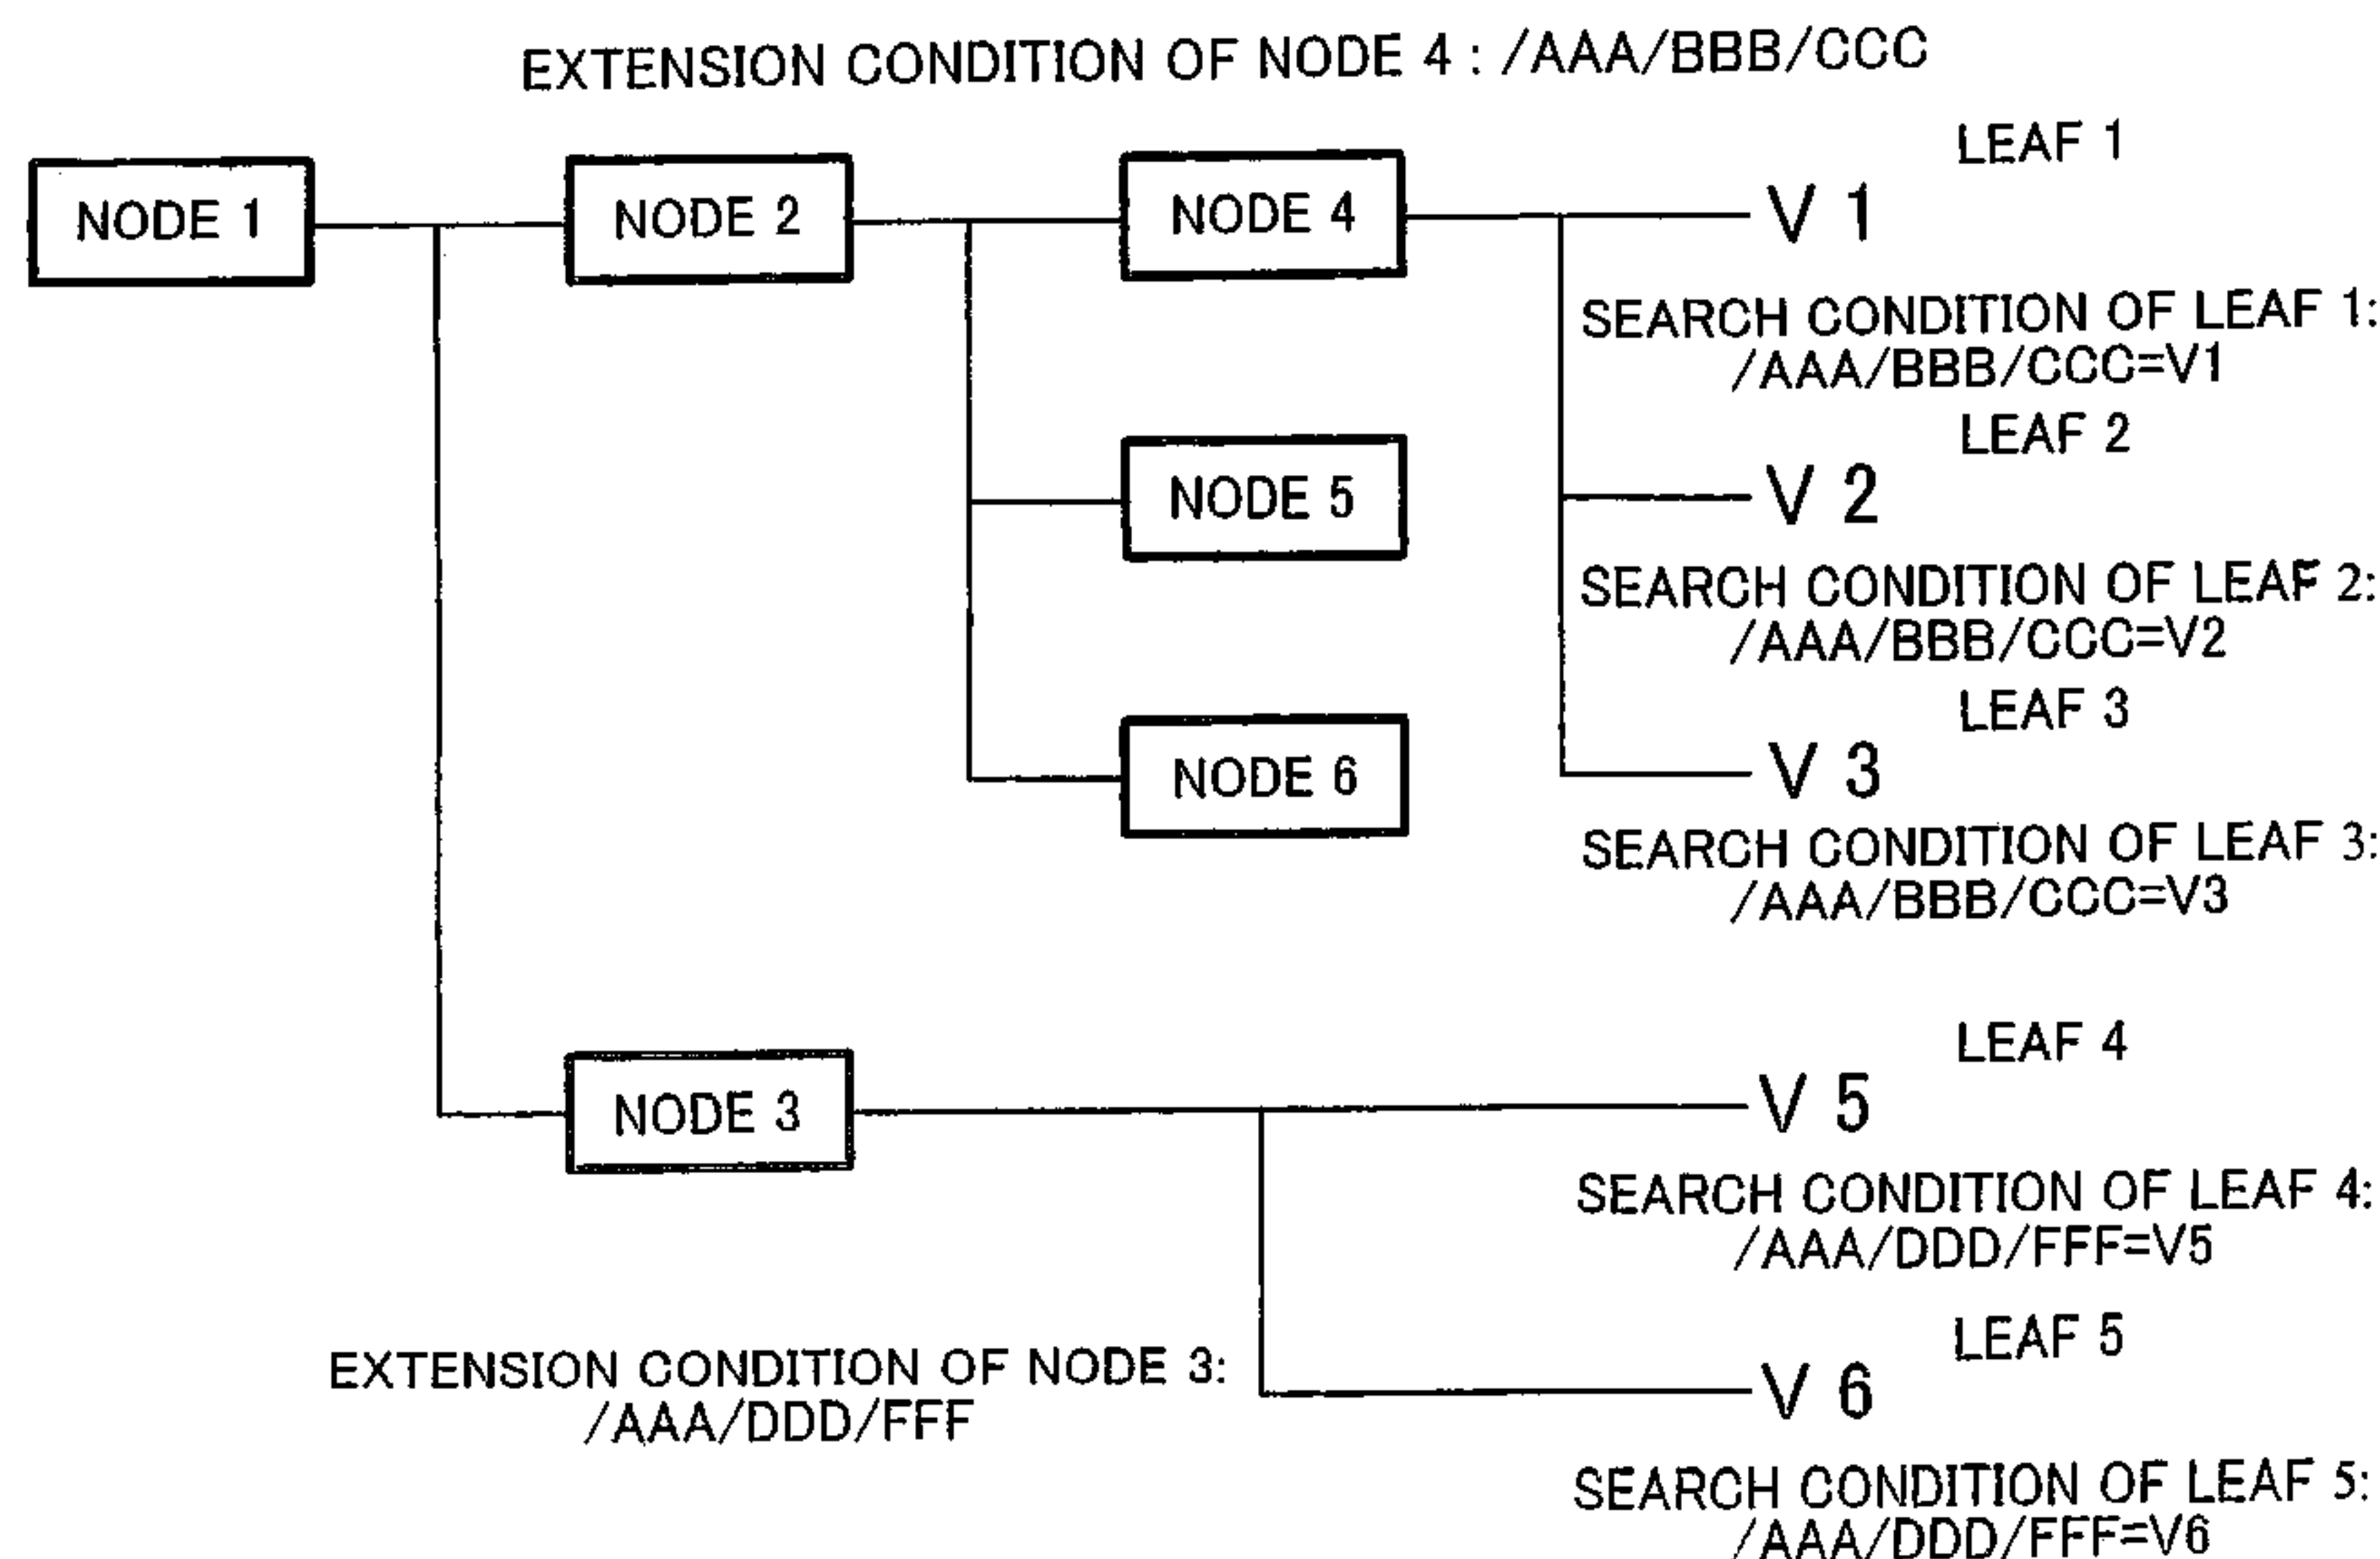 EXTENSION CONDITION OF NODE 4 : /AAA/BBB/CCC
LEAF 1
NODE 1
NODE 2
NODE 4
V 1
SEARCH CONDITION OF LEAF 1:
/AAA/BBB/CCC=V1
LEAF 2
NODE 5
V 2
SEARCH CONDITION OF LEAF 2:
/AAA/BBB/CCC=V2
LEAF 3
NODE 6
V 3
SEARCH CONDITION OF LEAF 3:
/AAA/BBB/CCC=V3
LEAF 4
NODE 3
V 5
SEARCH CONDITION OF LEAF 4:
/AAA/DDD/FFF=V5
LEAF 5
EXTENSION CONDITION OF NODE 3:
/AAA/DDD/FFF
V 6
SEARCH CONDITION OF LEAF 5:
/AAA/DDD/FFF=V6